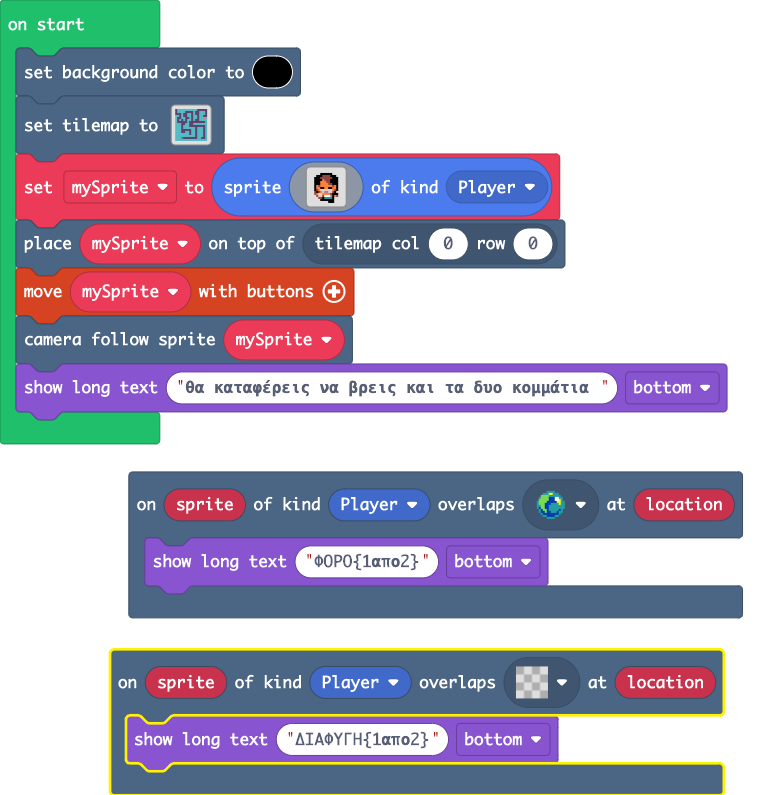 on start
set background color to
set tilemap to
set mySprite to sprite of kind Player
place mySprite on top of tilemap col 0 row 0
move mySprite with buttons
camera follow sprite mySprite
show long text "θα καταφέρεις να βρεις και τα δυο κομμάτια " bottom
on sprite of kind Player overlaps at location
show long text "ΦΟΡΟ{1απο2}" bottom
on sprite of kind Player overlaps at location
show long text "ΔΙΑΦΥΓΗ{1απο2}" bottom